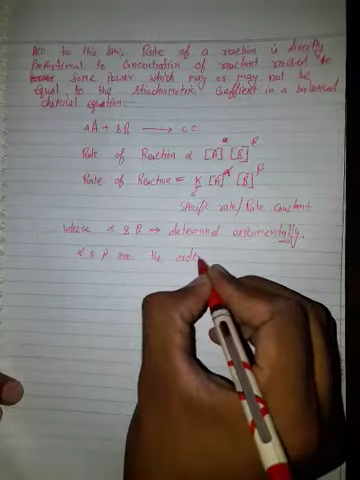 Acc to this law, Rate of a reaction is directly
Proportional to Concentration of reactant raised to
some power which may or may not be
equal to the Stoichiometric Coefficient in a balanced
chemical equation:-
aA + BB → CC
Rate of Reaction α [A]^α [B]^β
Rate of Reaction = K [A]^α [B]^β
Specific rate/Rate Constant
where α & β → determined experimentally.
α & β are the orde